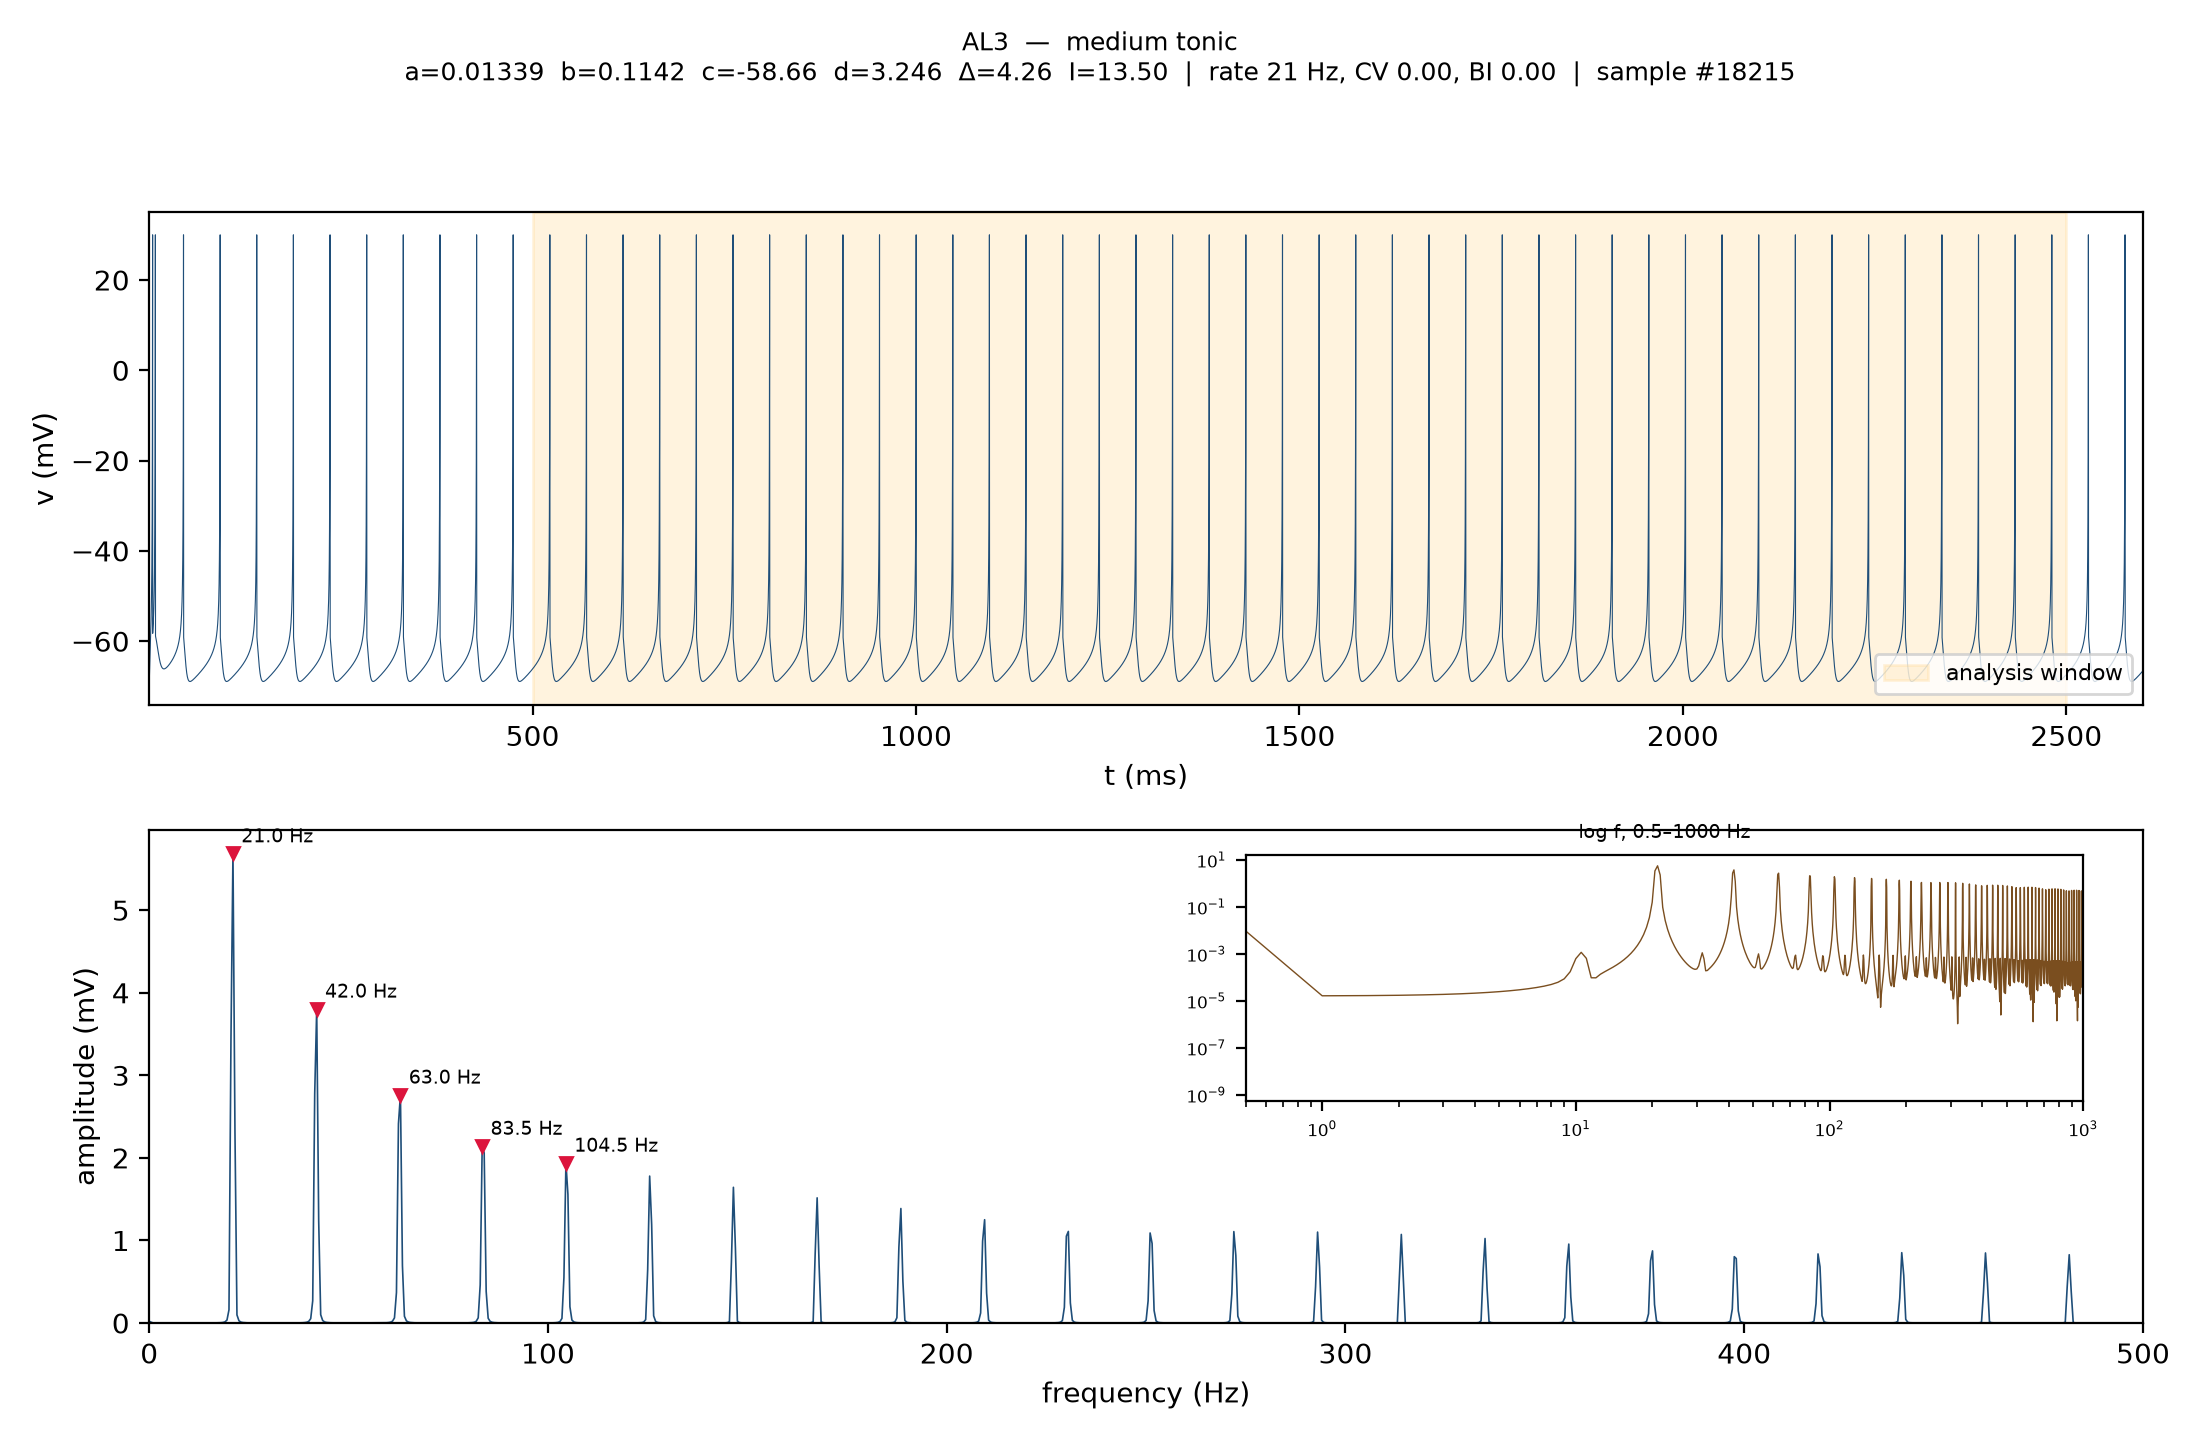 AL3 — medium tonic
a=0.01339 b=0.1142 c=-58.66 d=3.246 Δ=4.26 I=13.50 | rate 21 Hz, CV 0.00, BI 0.00 | sample #18215
v (mV)
20
0
−20
−40
−60
analysis window
500
1000
1500
2000
2500
t (ms)
amplitude (mV)
5
4
3
2
1
0
21.0 Hz
42.0 Hz
63.0 Hz
83.5 Hz
104.5 Hz
log f, 0.5–1000 Hz
10¹
10⁻¹
10⁻³
10⁻⁵
10⁻⁷
10⁻⁹
10⁰
10¹
10²
10³
0
100
200
300
400
500
frequency (Hz)